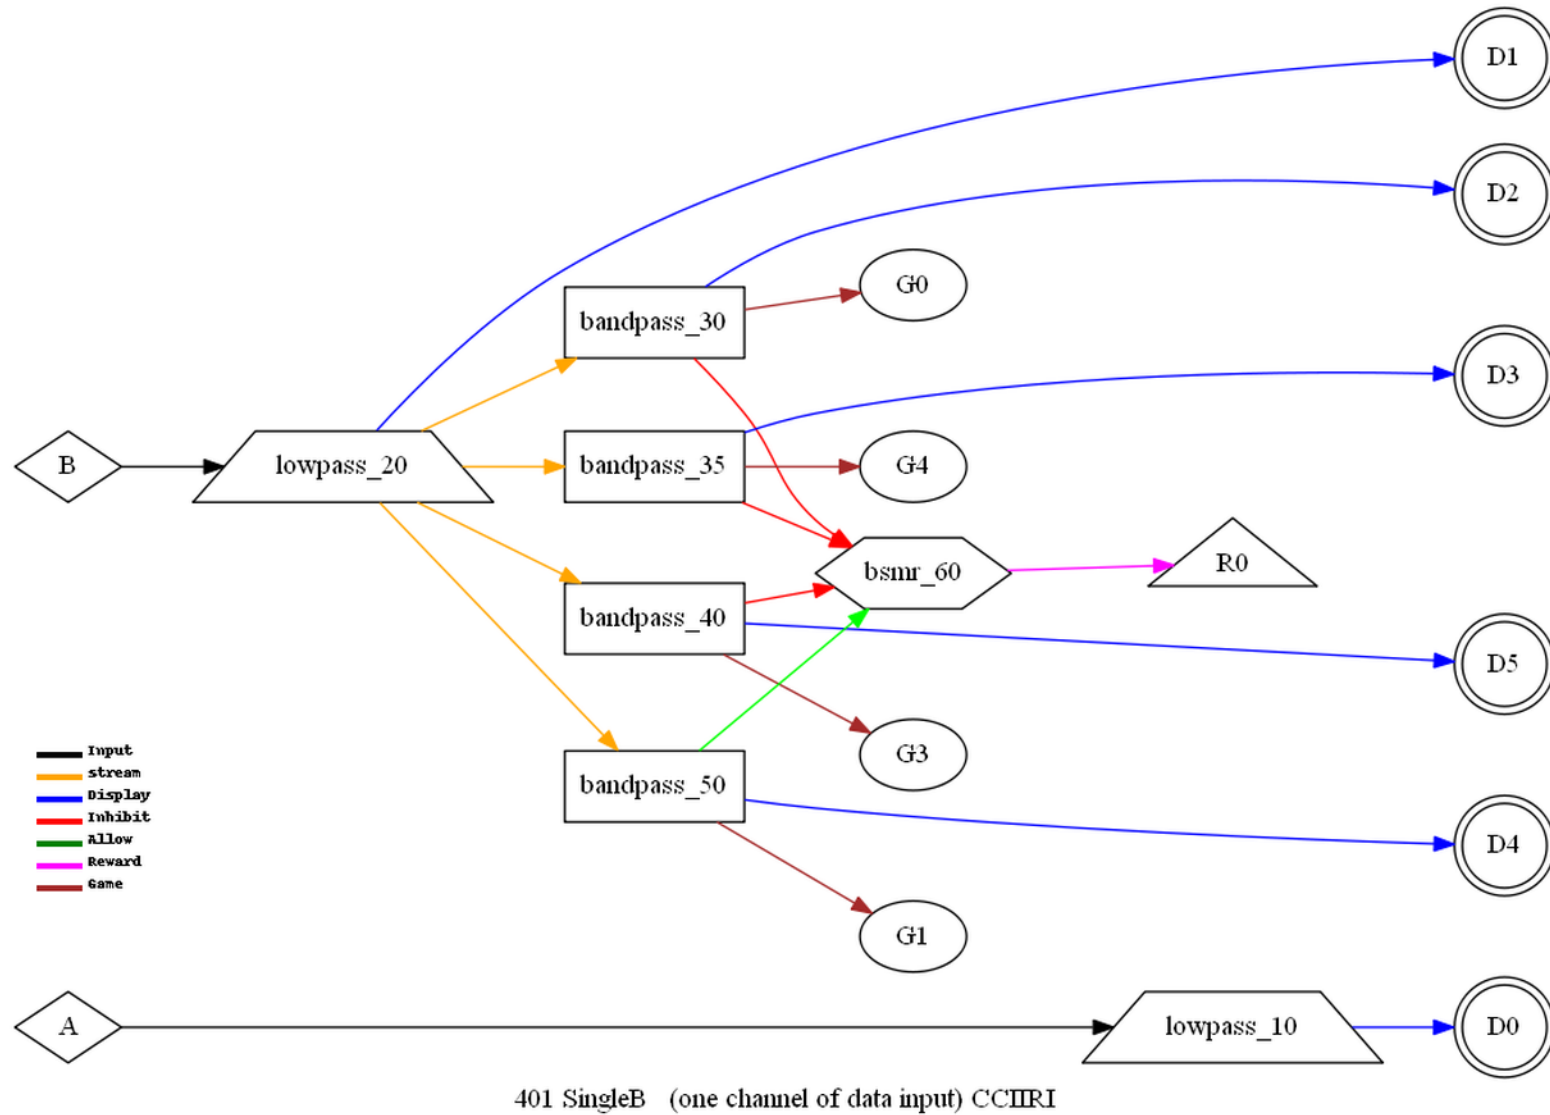 D1
D2
G0
bandpass_30
D3
B
lowpass_20
bandpass_35
G4
bsmr_60
R0
bandpass_40
D5
G3
bandpass_50
D4
Input
stream
Display
Inhibit
Allow
Reward
Game
G1
A
lowpass_10
D0
401 SingleB (one channel of data input) CCIIRI